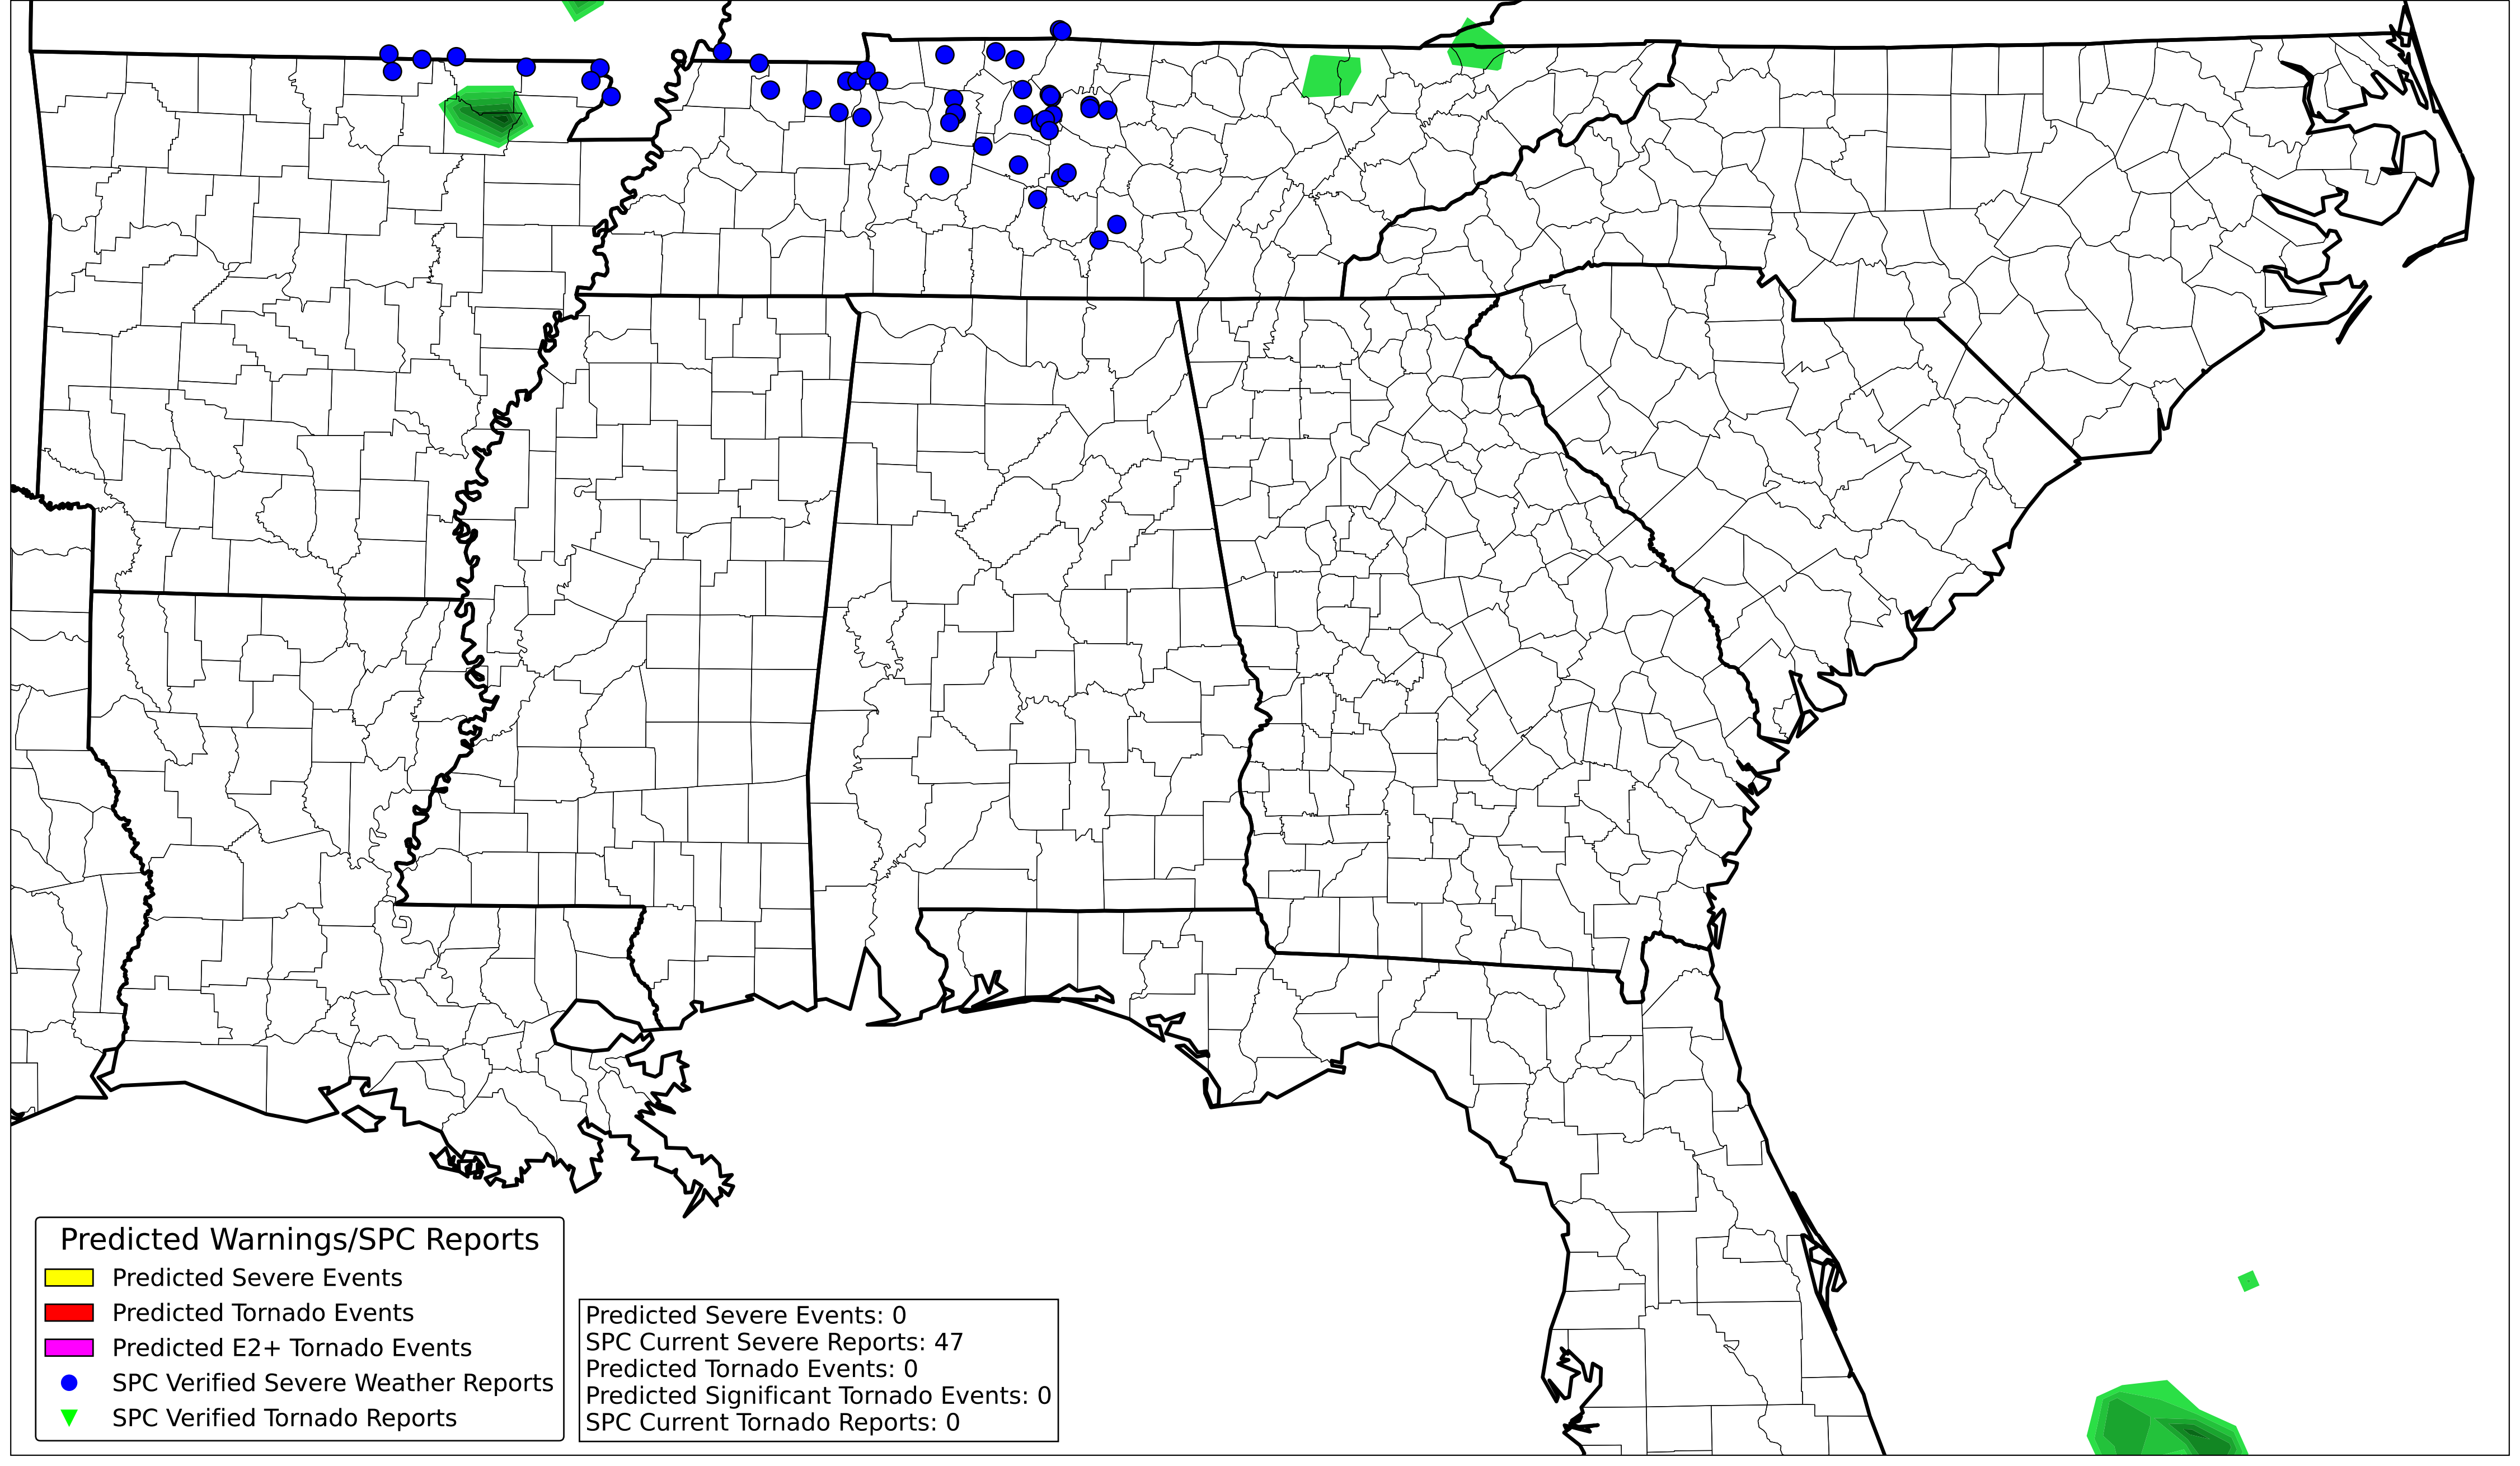 Predicted Warnings/SPC Reports
Predicted Severe Events
Predicted Tornado Events
Predicted E2+ Tornado Events
SPC Verified Severe Weather Reports
SPC Verified Tornado Reports
Predicted Severe Events: 0
SPC Current Severe Reports: 47
Predicted Tornado Events: 0
Predicted Significant Tornado Events: 0
SPC Current Tornado Reports: 0